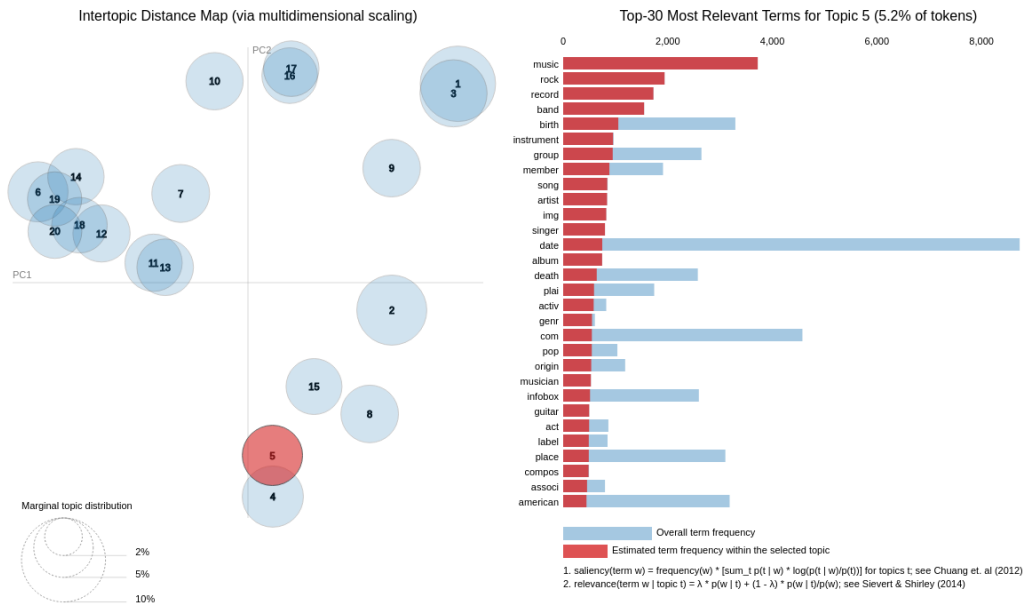 Intertopic Distance Map (via multidimensional scaling)
PC2
PC1
10
17
16
1
3
9
14
6
19
7
20
18
12
11
13
2
15
8
5
4
Marginal topic distribution
2%
5%
10%
Top-30 Most Relevant Terms for Topic 5 (5.2% of tokens)
0 2,000 4,000 6,000 8,000
music
rock
record
band
birth
instrument
group
member
song
artist
img
singer
date
album
death
plai
activ
genr
com
pop
origin
musician
infobox
guitar
act
label
place
compos
associ
american
Overall term frequency
Estimated term frequency within the selected topic
1. saliency(term w) = frequency(w) * [sum_t p(t | w) * log(p(t | w)/p(t))] for topics t; see Chuang et. al (2012)
2. relevance(term w | topic t) = λ * p(w | t) + (1 - λ) * p(w | t)/p(w); see Sievert & Shirley (2014)